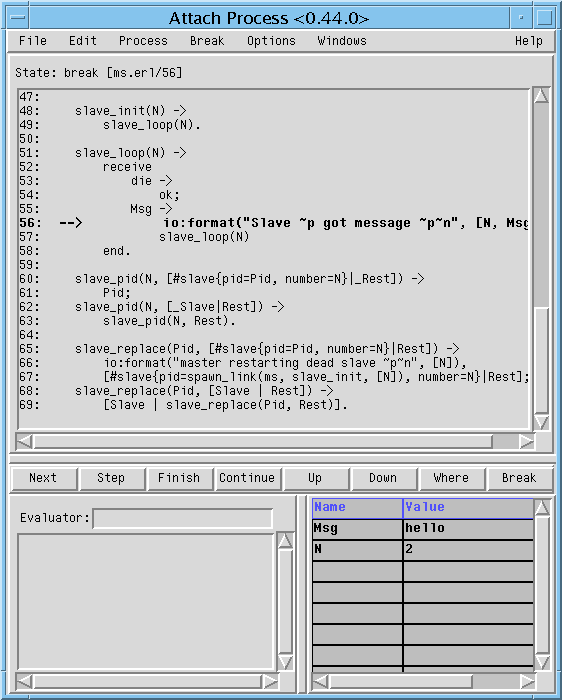 Attach Process <0.44.0>
File Edit Process Break Options Windows Help
State: break [ms.erl/56]
47:
48: slave_init(N) ->
49: slave_loop(N).
50:
51: slave_loop(N) ->
52: receive
53: die ->
54: ok;
55: Msg ->
56: --> io:format("Slave ~p got message ~p~n", [N, Msg
57: slave_loop(N)
58: end.
59:
60: slave_pid(N, [#slave{pid=Pid, number=N}|_Rest]) ->
61: Pid;
62: slave_pid(N, [_Slave|Rest]) ->
63: slave_pid(N, Rest).
64:
65: slave_replace(Pid, [#slave{pid=Pid, number=N}|Rest]) ->
66: io:format("master restarting dead slave ~p~n", [N]),
67: [#slave{pid=spawn_link(ms, slave_init, [N]), number=N}|Rest];
68: slave_replace(Pid, [Slave | Rest]) ->
69: [Slave | slave_replace(Pid, Rest)].
Next Step Finish Continue Up Down Where Break
Evaluator:
Name Value
Msg hello
N 2